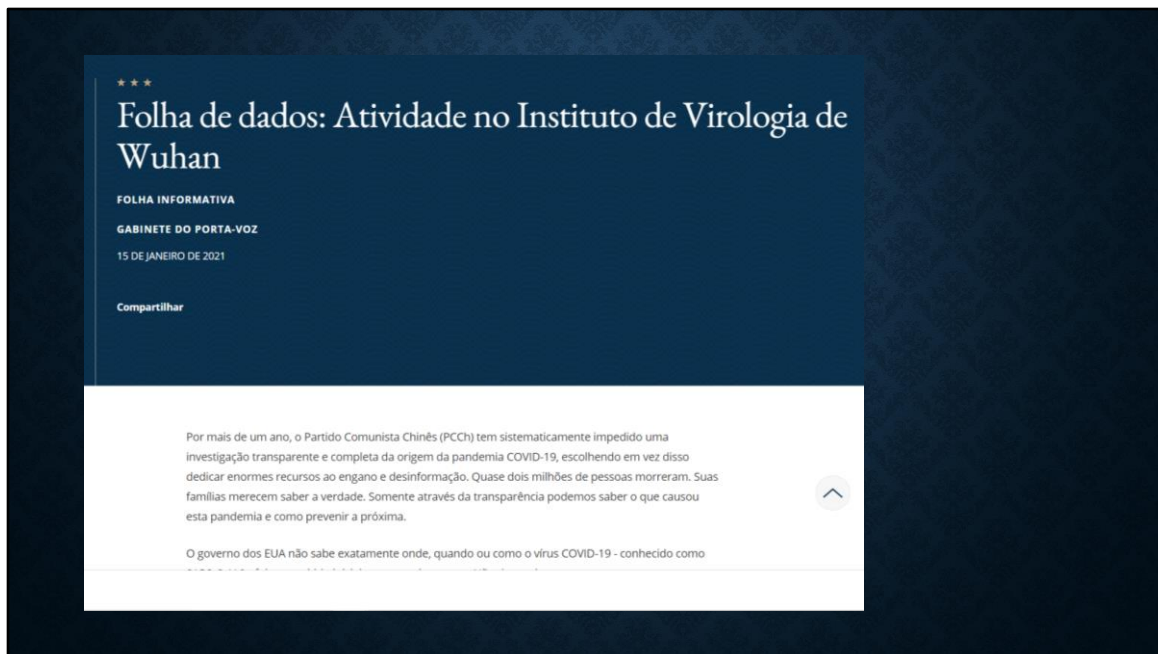 ★ ★ ★
Folha de dados: Atividade no Instituto de Virologia de
Wuhan
FOLHA INFORMATIVA
GABINETE DO PORTA-VOZ
15 DE JANEIRO DE 2021
Compartilhar
Por mais de um ano, o Partido Comunista Chinês (PCCh) tem sistematicamente impedido uma
investigação transparente e completa da origem da pandemia COVID-19, escolhendo em vez disso
dedicar enormes recursos ao engano e desinformação. Quase dois milhões de pessoas morreram. Suas
famílias merecem saber a verdade. Somente através da transparência podemos saber o que causou
esta pandemia e como prevenir a próxima.
O governo dos EUA não sabe exatamente onde, quando ou como o vírus COVID-19 - conhecido como